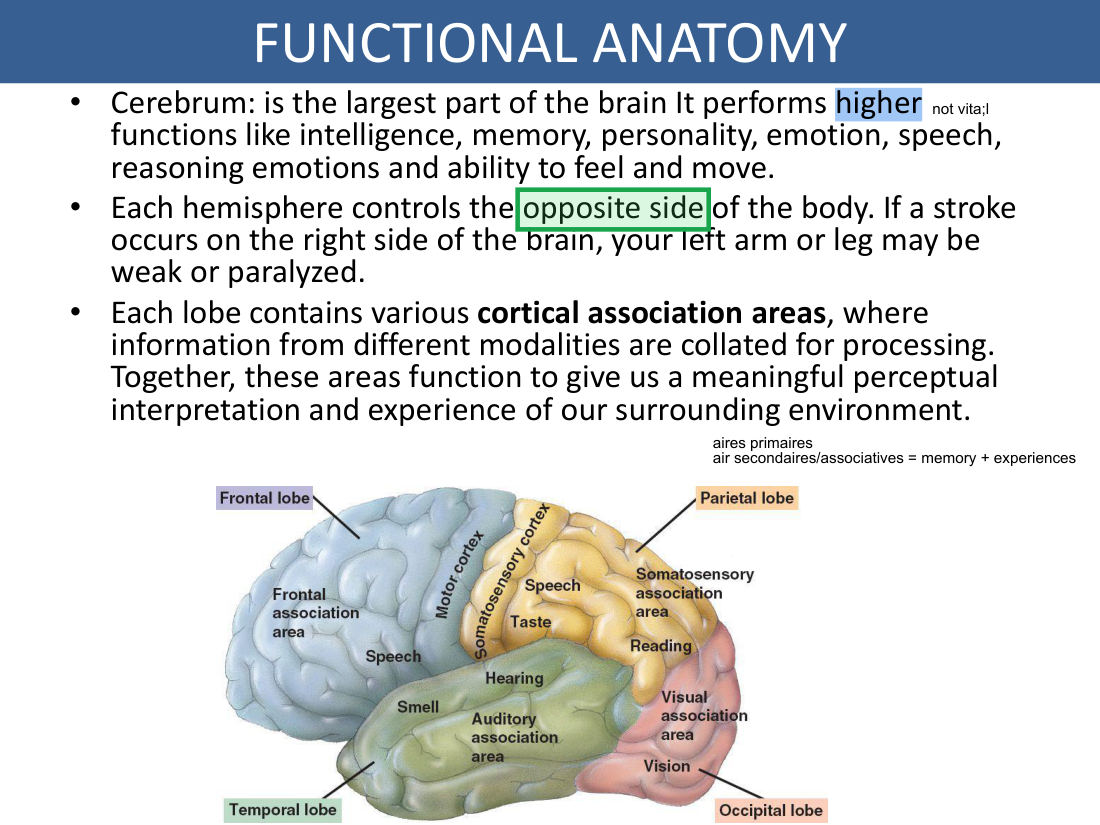 FUNCTIONAL ANATOMY
• Cerebrum: is the largest part of the brain It performs higher not vita;l
functions like intelligence, memory, personality, emotion, speech,
reasoning emotions and ability to feel and move.
• Each hemisphere controls the opposite side of the body. If a stroke
occurs on the right side of the brain, your left arm or leg may be
weak or paralyzed.
• Each lobe contains various cortical association areas, where
information from different modalities are collated for processing.
Together, these areas function to give us a meaningful perceptual
interpretation and experience of our surrounding environment.
aires primaires
air secondaires/associatives = memory + experiences
Frontal lobe
Parietal lobe
Motor cortex
Somatosensory cortex
Frontal
association
area
Speech
Speech
Taste
Somatosensory
association
area
Reading
Hearing
Smell
Auditory
association
area
Visual
association
area
Vision
Temporal lobe
Occipital lobe